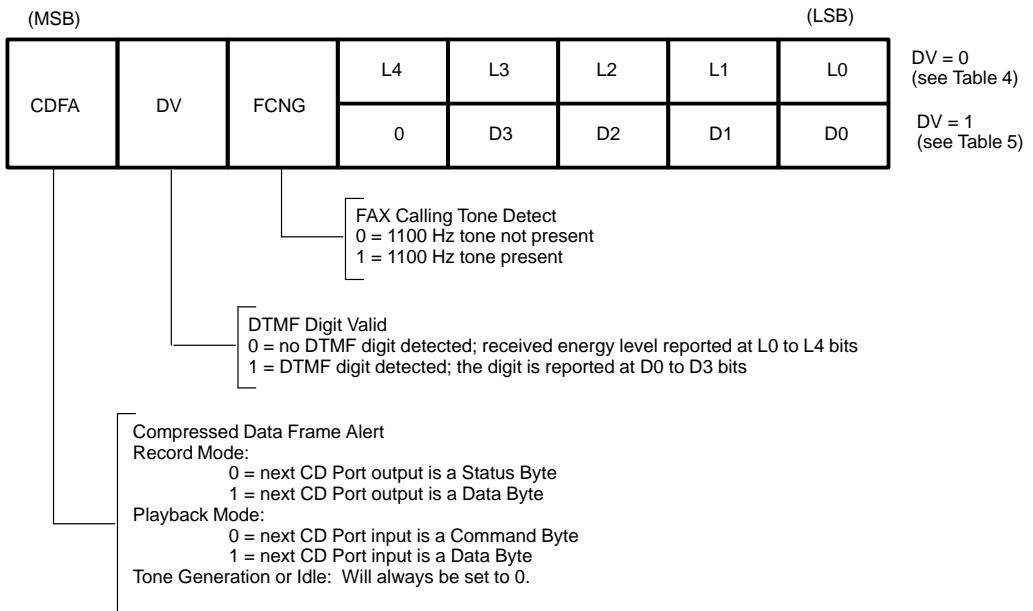 (MSB) (LSB)
CDFA DV FCNG L4 L3 L2 L1 L0 DV = 0
(see Table 4)
0 D3 D2 D1 D0 DV = 1
(see Table 5)
FAX Calling Tone Detect
0 = 1100 Hz tone not present
1 = 1100 Hz tone present
DTMF Digit Valid
0 = no DTMF digit detected; received energy level reported at L0 to L4 bits
1 = DTMF digit detected; the digit is reported at D0 to D3 bits
Compressed Data Frame Alert
Record Mode:
0 = next CD Port output is a Status Byte
1 = next CD Port output is a Data Byte
Playback Mode:
0 = next CD Port input is a Command Byte
1 = next CD Port input is a Data Byte
Tone Generation or Idle: Will always be set to 0.